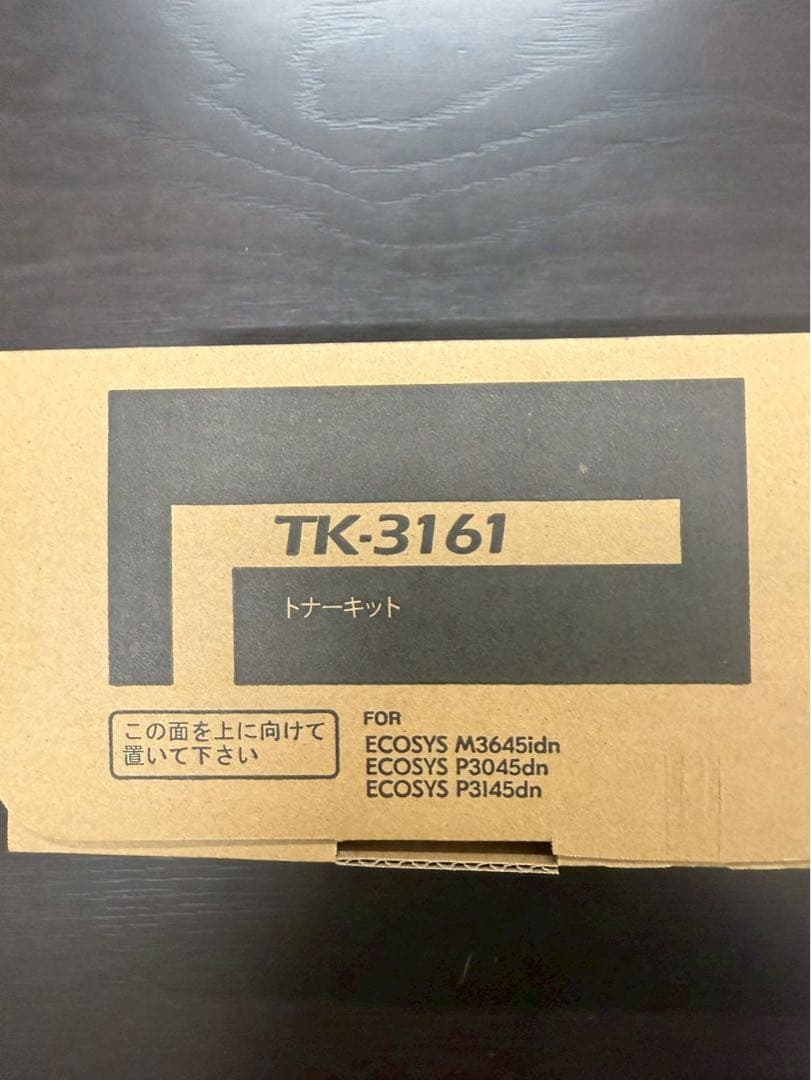 TK-3161
トナーキット
この面を上に向けて
置いて下さい
FOR
ECOSYS M3645idn
ECOSYS P3045dn
ECOSYS P3145dn